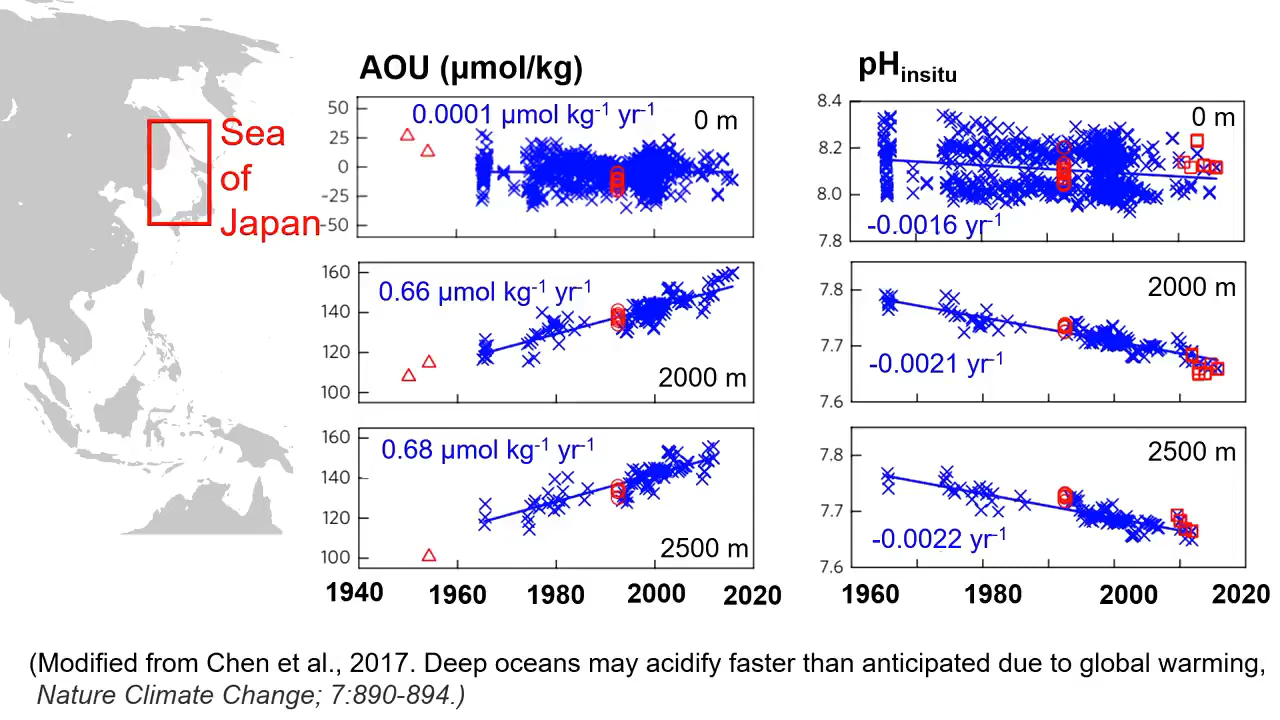 AOU (µmol/kg)
pHinsitu
Sea
of
Japan
50
25
0
-25
-50
0.0001 µmol kg-1 yr-1
0 m
8.4
8.2
8.0
7.8
0 m
-0.0016 yr-1
160
140
120
100
0.66 µmol kg-1 yr-1
2000 m
7.8
7.7
7.6
2000 m
-0.0021 yr-1
160
140
120
100
0.68 µmol kg-1 yr-1
2500 m
7.8
7.7
7.6
2500 m
-0.0022 yr-1
1940 1960 1980 2000 2020
1960 1980 2000 2020
(Modified from Chen et al., 2017. Deep oceans may acidify faster than anticipated due to global warming,
Nature Climate Change; 7:890-894.)